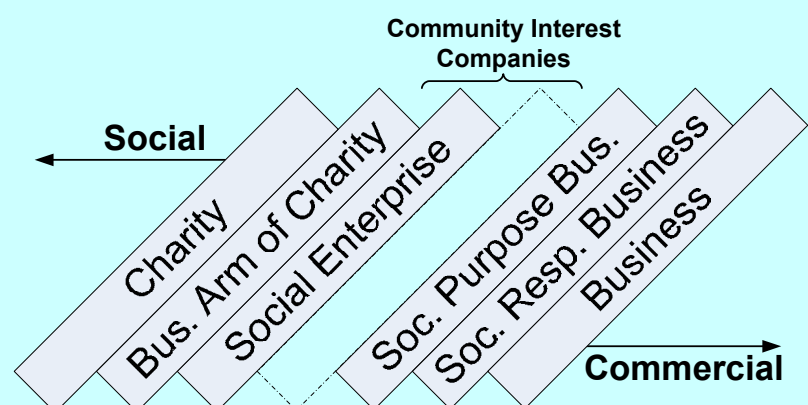 Community Interest
Companies
Social
Charity
Bus. Arm of Charity
Social Enterprise
Soc. Purpose Bus.
Soc. Resp. Business
Business
Commercial